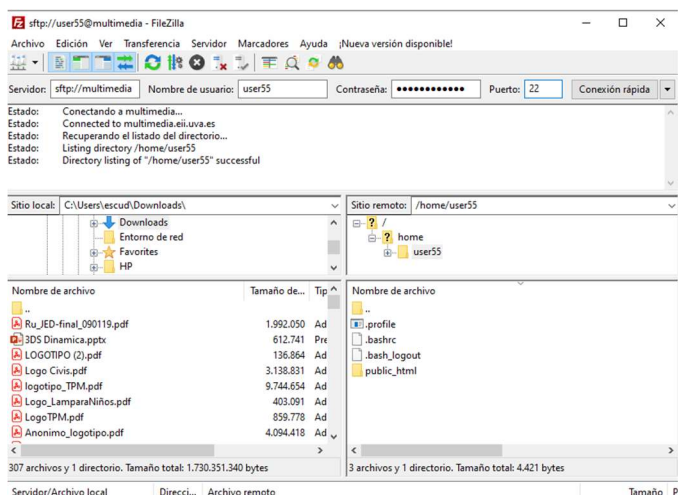 sftp://user55@multimedia - FileZilla
Archivo Edición Ver Transferencia Servidor Marcadores Ayuda ¡Nueva versión disponible!
Servidor: sftp://multimedia Nombre de usuario: user55 Contraseña: ●●●●●●●●●●●● Puerto: 22 Conexión rápida
Estado: Conectando a multimedia...
Estado: Connected to multimedia.eii.uva.es
Estado: Recuperando el listado del directorio...
Estado: Listing directory /home/user55
Estado: Directory listing of "/home/user55" successful
Sitio local: C:\Users\escud\Downloads\
Downloads
Entorno de red
Favorites
HP
Sitio remoto: /home/user55
/
home
user55
Nombre de archivo Tamaño de... Tip
..
Ru_JED-final_090119.pdf 1.992.050 Ad
3DS Dinamica.pptx 612.741 Pre
LOGOTIPO (2).pdf 136.864 Ad
Logo Civis.pdf 3.138.831 Ad
logotipo_TPM.pdf 9.744.654 Ad
Logo_LamparaNiños.pdf 403.091 Ad
LogoTPM.pdf 859.778 Ad
Anonimo_logotipo.pdf 4.094.418 Ad
307 archivos y 1 directorio. Tamaño total: 1.730.351.340 bytes
Nombre de archivo
..
.profile
.bashrc
.bash_logout
public_html
3 archivos y 1 directorio. Tamaño total: 4.421 bytes
Servidor/Archivo local Direcci... Archivo remoto Tamaño P